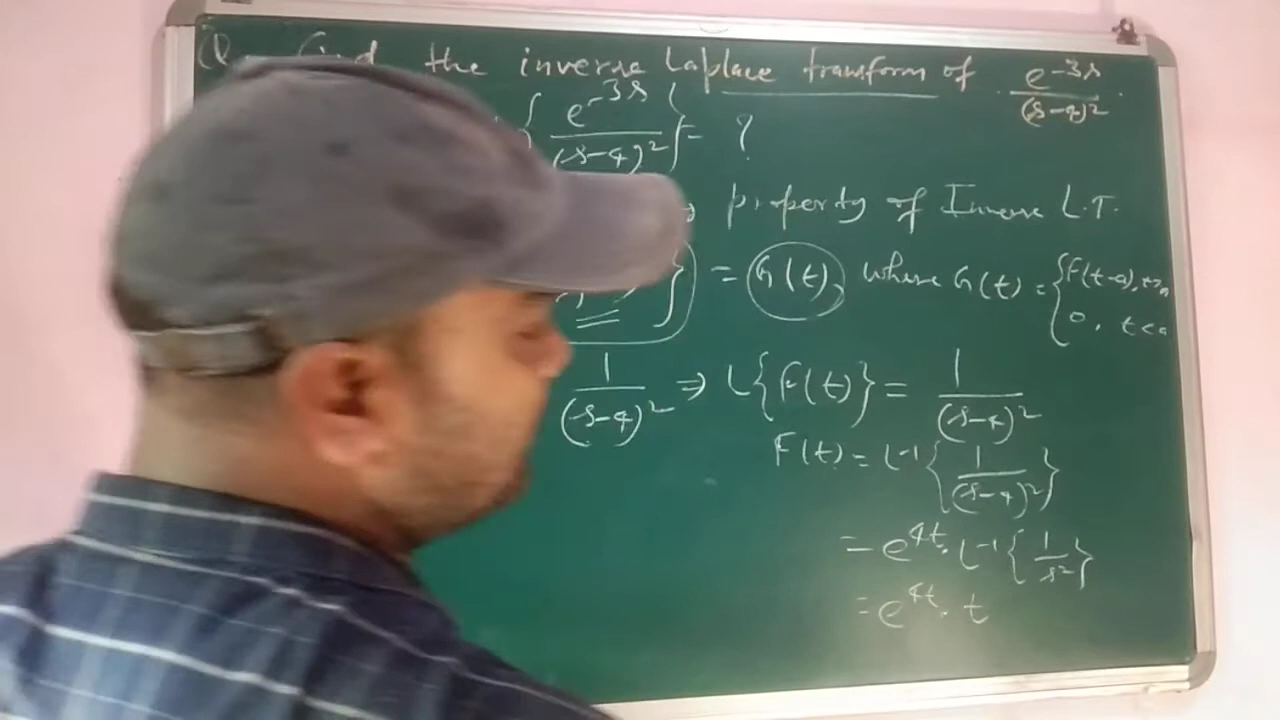 Find the inverse Laplace transform of e^-3s/(s-4)^2.
{e^-3s/(s-4)^2} = ?
property of Inverse L.T.
} = G(t), where G(t) = {F(t-a), t>a
0, t<a
1/(s-4)^2 ⇒ L{F(t)} = 1/(s-4)^2
F(t) = L^-1{1/(s-4)^2}
= e^4t. L^-1{1/s^2}
= e^4t. t